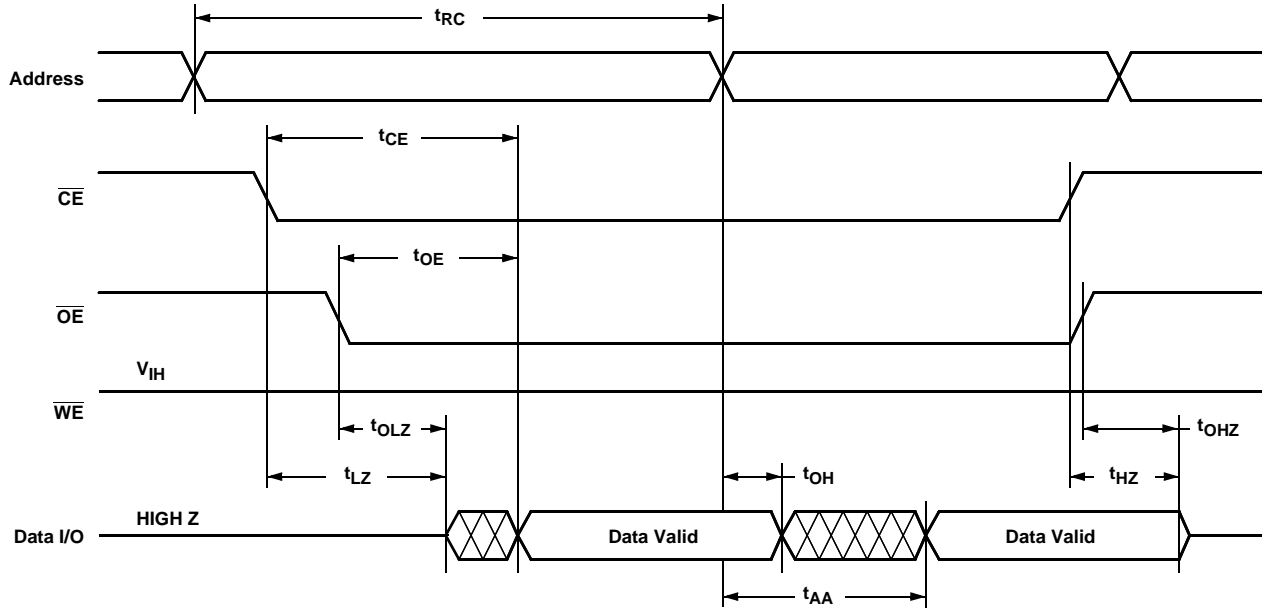 tRC
Address
tCE
CE
tOE
OE
VIH
WE
tOLZ
tOHZ
tLZ
tOH
tHZ
HIGH Z
Data I/O
Data Valid
Data Valid
tAA